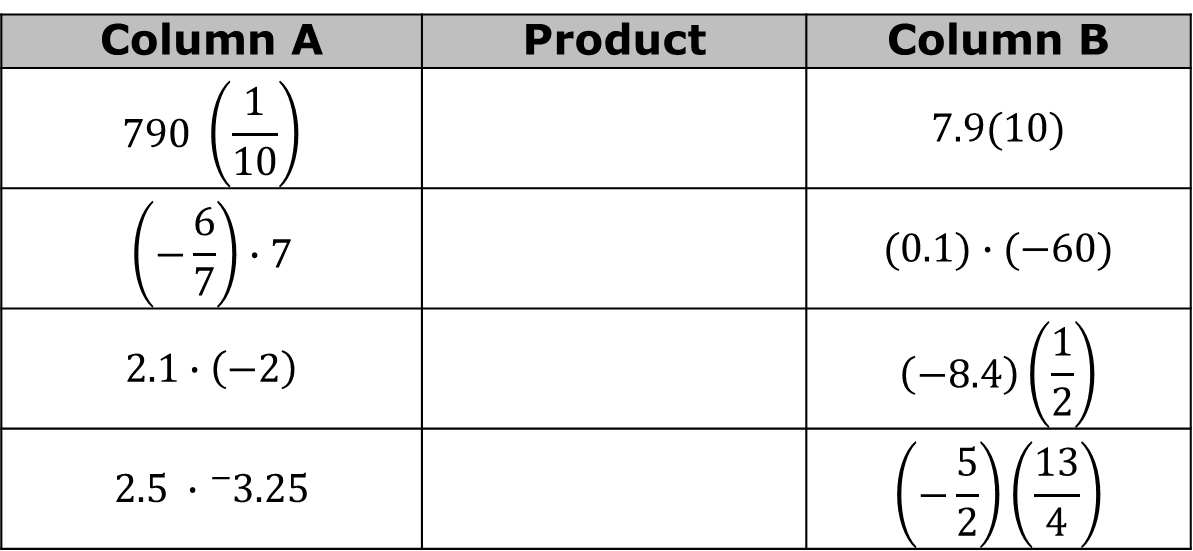 Column A Product Column B
790 (1/10) 7.9(10)
(−6/7) · 7 (0.1) · (−60)
2.1 · (−2) (−8.4)(1/2)
2.5 · ⁻3.25 (−5/2)(13/4)